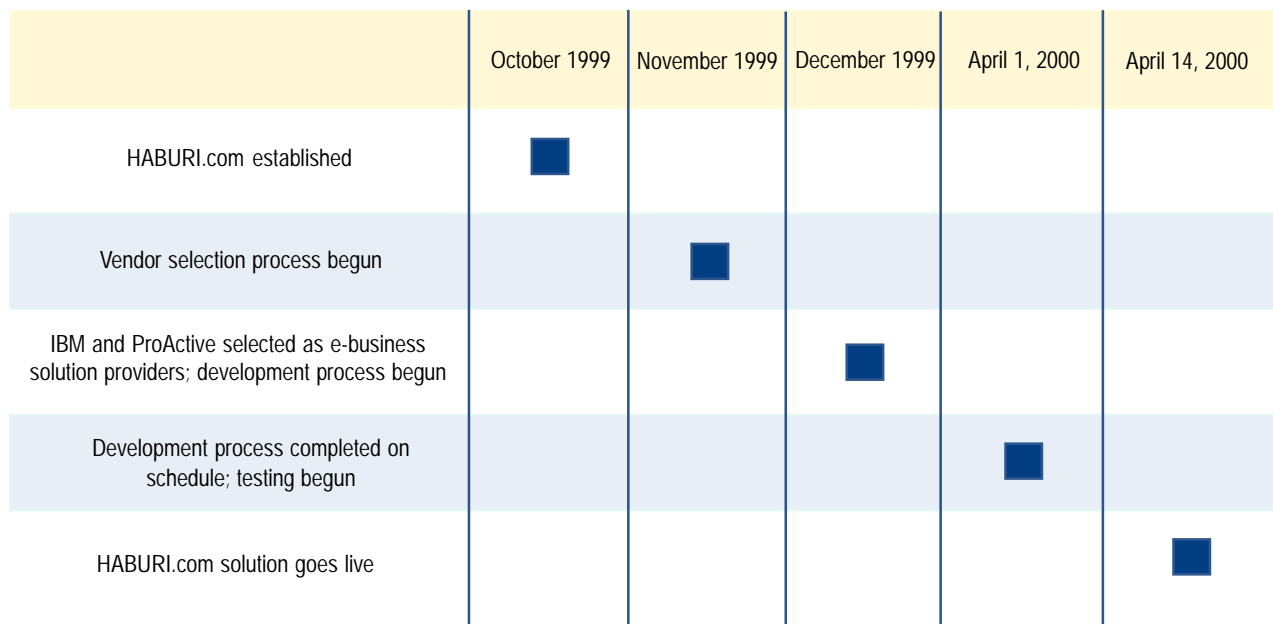 October 1999 November 1999 December 1999 April 1, 2000 April 14, 2000
HABURI.com established
Vendor selection process begun
IBM and ProActive selected as e-business
solution providers; development process begun
Development process completed on
schedule; testing begun
HABURI.com solution goes live